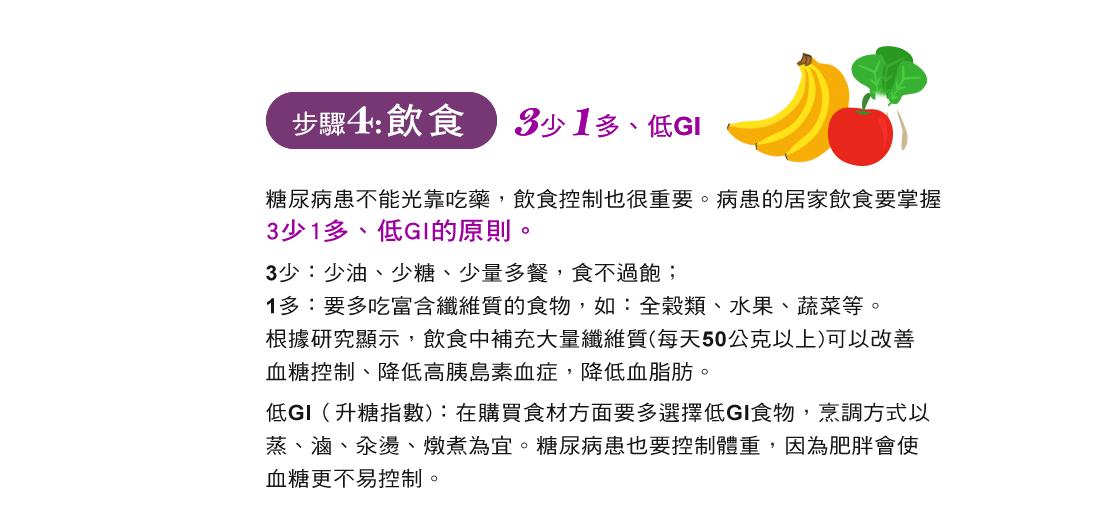 步驟4:飲食 3少1多、低GI
糖尿病患不能光靠吃藥，飲食控制也很重要。病患的居家飲食要掌握
3少1多、低GI的原則。
3少：少油、少糖、少量多餐，食不過飽；
1多：要多吃富含纖維質的食物，如：全穀類、水果、蔬菜等。
根據研究顯示，飲食中補充大量纖維質(每天50公克以上)可以改善
血糖控制、降低高胰島素血症，降低血脂肪。
低GI（升糖指數)：在購買食材方面要多選擇低GI食物，烹調方式以
蒸、滷、汆燙、燉煮為宜。糖尿病患也要控制體重，因為肥胖會使
血糖更不易控制。